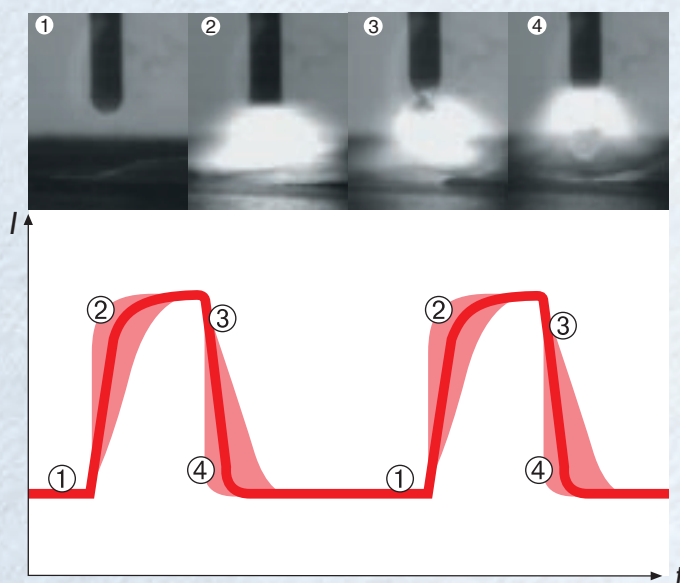 ① ② ③ ④
I
② ③ ② ③
① ④ ① ④
t